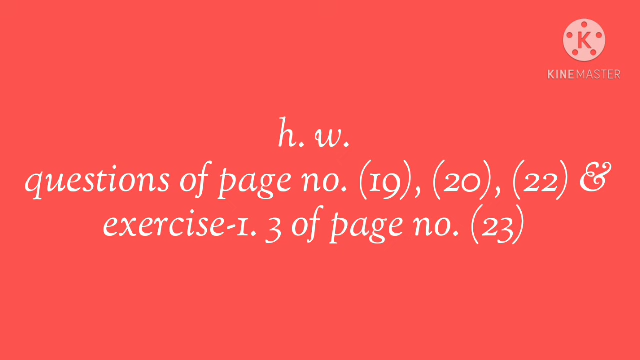 KINEMASTER
h. w.
questions of page no. (19), (20), (22) &
exercise-1. 3 of page no. (23)